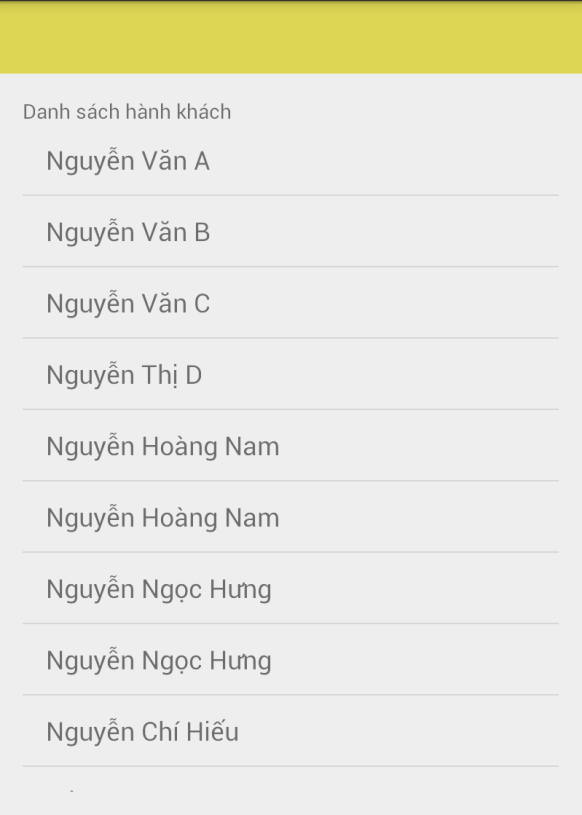 Danh sách hành khách
Nguyễn Văn A
Nguyễn Văn B
Nguyễn Văn C
Nguyễn Thị D
Nguyễn Hoàng Nam
Nguyễn Hoàng Nam
Nguyễn Ngọc Hưng
Nguyễn Ngọc Hưng
Nguyễn Chí Hiếu